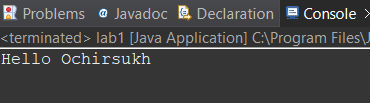 Problems Javadoc Declaration Console
<terminated> lab1 [Java Application] C:\Program Files\J
Hello Ochirsukh